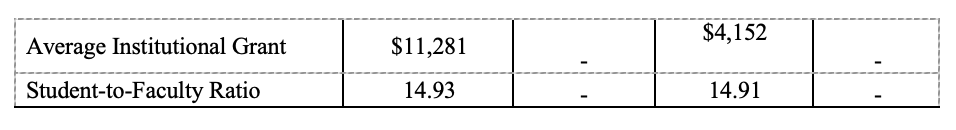 Average Institutional Grant $11,281 - $4,152 -
Student-to-Faculty Ratio 14.93 - 14.91 -